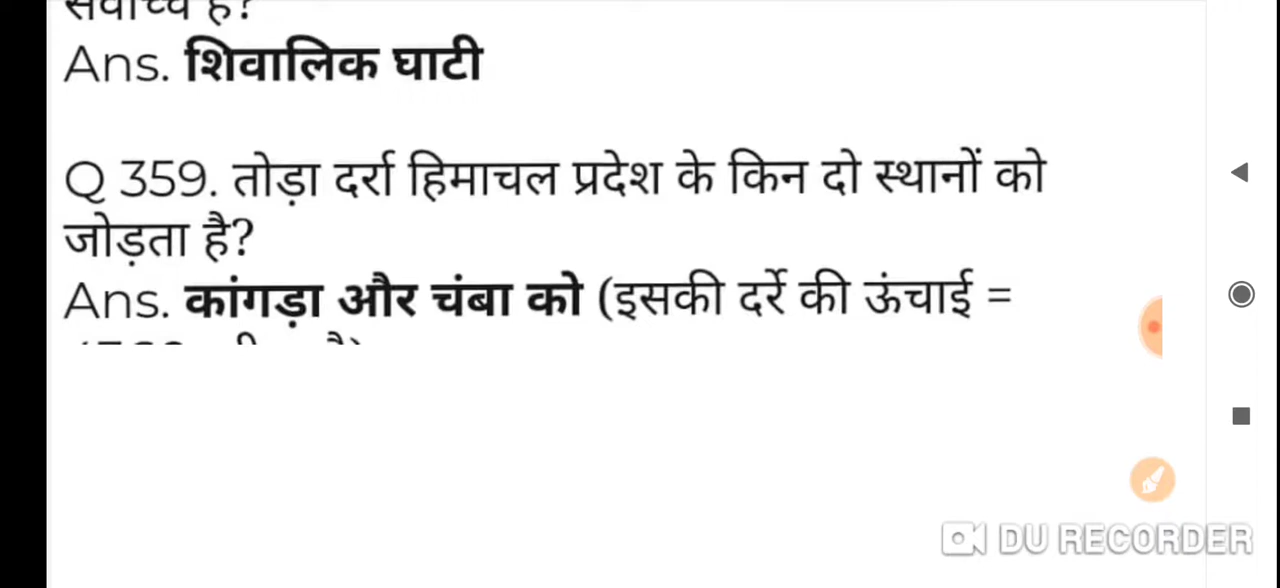 Ans. शिवालिक घाटी
Q 359. तोड़ा दर्रा हिमाचल प्रदेश के किन दो स्थानों को
जोड़ता है?
Ans. कांगड़ा और चंबा को (इसकी दर्रे की ऊंचाई =
DU RECORDER